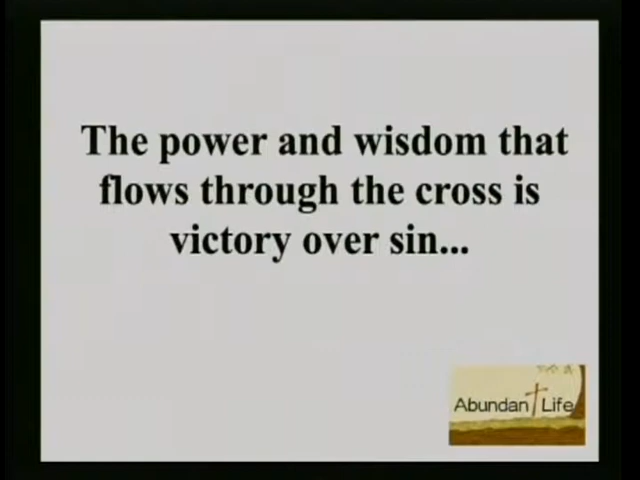 The power and wisdom that
flows through the cross is
victory over sin...
Abundant Life